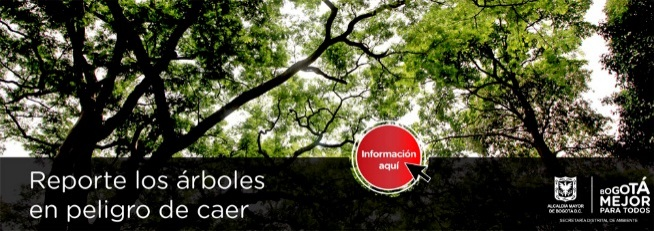 Información
aquí
Reporte los árboles
en peligro de caer
ALCALDÍA MAYOR
DE BOGOTÁ D.C.
BOGOTÁ
MEJOR
PARA TODOS
SECRETARÍA DISTRITAL DE AMBIENTE